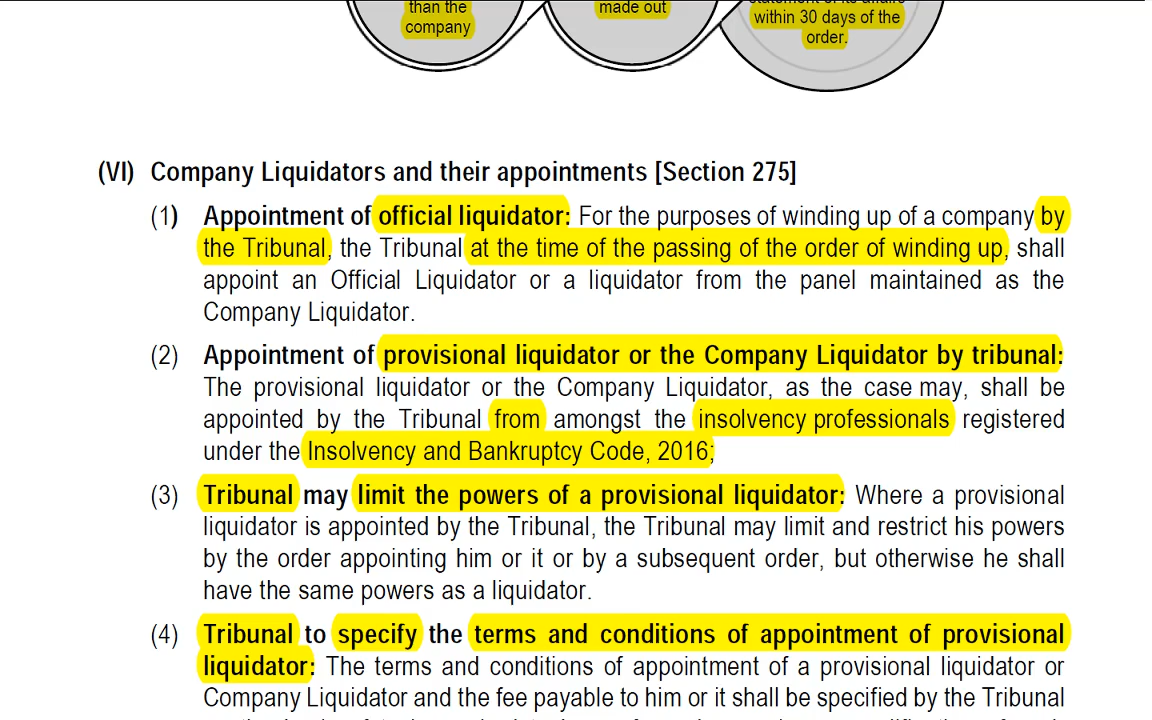 than the
company
made out
statement of its affairs
within 30 days of the
order.
(VI) Company Liquidators and their appointments [Section 275]
(1) Appointment of official liquidator: For the purposes of winding up of a company by
the Tribunal, the Tribunal at the time of the passing of the order of winding up, shall
appoint an Official Liquidator or a liquidator from the panel maintained as the
Company Liquidator.
(2) Appointment of provisional liquidator or the Company Liquidator by tribunal:
The provisional liquidator or the Company Liquidator, as the case may, shall be
appointed by the Tribunal from amongst the insolvency professionals registered
under the Insolvency and Bankruptcy Code, 2016;
(3) Tribunal may limit the powers of a provisional liquidator: Where a provisional
liquidator is appointed by the Tribunal, the Tribunal may limit and restrict his powers
by the order appointing him or it or by a subsequent order, but otherwise he shall
have the same powers as a liquidator.
(4) Tribunal to specify the terms and conditions of appointment of provisional
liquidator: The terms and conditions of appointment of a provisional liquidator or
Company Liquidator and the fee payable to him or it shall be specified by the Tribunal